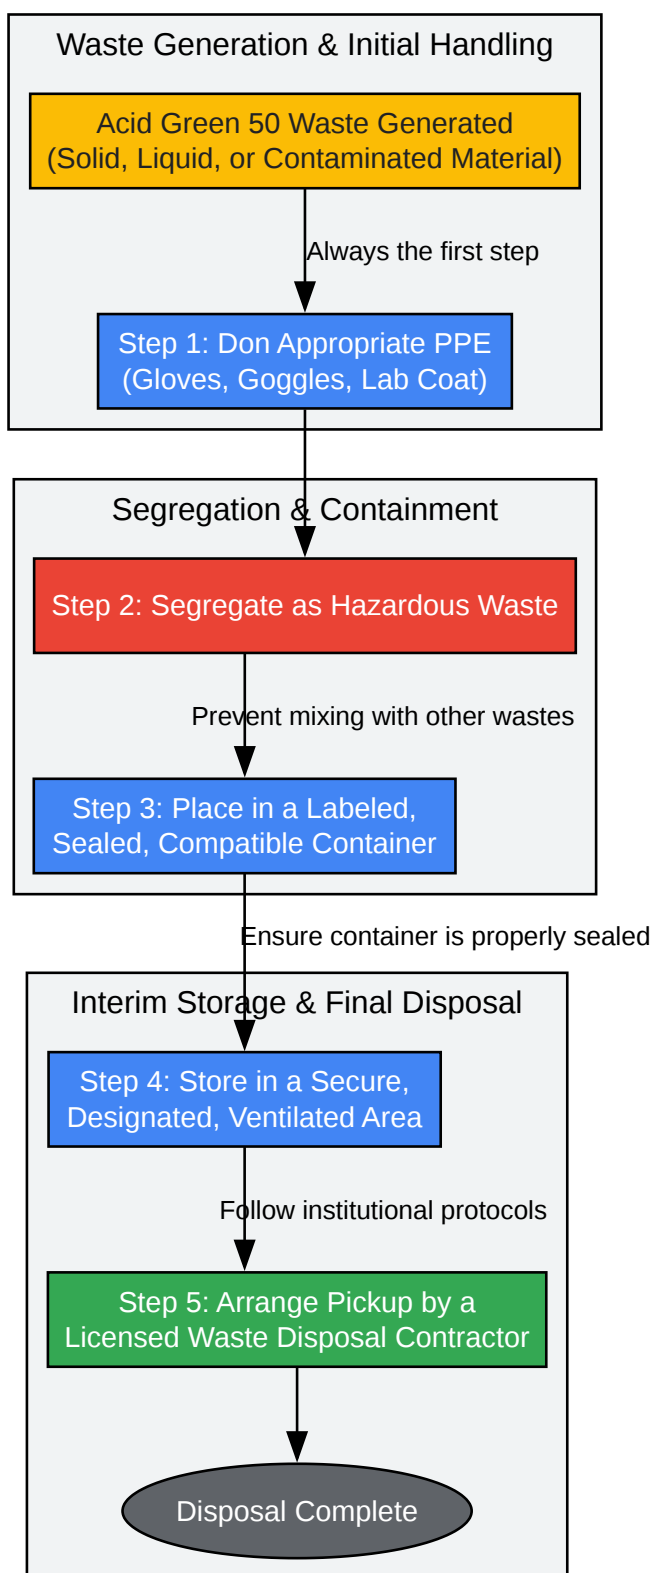 Waste Generation & Initial Handling
Acid Green 50 Waste Generated
(Solid, Liquid, or Contaminated Material)
Always the first step
Step 1: Don Appropriate PPE
(Gloves, Goggles, Lab Coat)
Segregation & Containment
Step 2: Segregate as Hazardous Waste
Prevent mixing with other wastes
Step 3: Place in a Labeled,
Sealed, Compatible Container
Ensure container is properly sealed
Interim Storage & Final Disposal
Step 4: Store in a Secure,
Designated, Ventilated Area
Follow institutional protocols
Step 5: Arrange Pickup by a
Licensed Waste Disposal Contractor
Disposal Complete